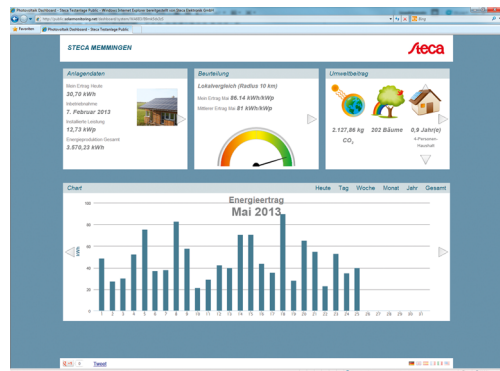 Photovoltaik Dashboard - Steca Testanlage Public - Windows Internet Explorer bereitgestellt von Steca Elektronik GmbH
Bing
Favoriten
Photovoltaik Dashboard - Steca Testanlage Public
STECA MEMMINGEN
Steca
Anlagendaten
Mein Ertrag Heute
30,78 kWh
Inbetriebnahme
7. Februar 2013
Installierte Leistung
12,73 kWp
Energieproduktion Gesamt
3.570,23 kWh
Beurteilung
Lokalvergleich (Radius 10 km)
Mein Ertrag Mai 86,14 kWh/kWp
Mittlerer Ertrag Mai 81 kWh/kWp
Umweltbeitrag
2.127,86 kg
CO2
202 Bäume
0,9 Jahr(e)
4-Personen-
Haushalt
Chart
Heute Tag Woche Monat Jahr Gesamt
Energieertrag
Mai 2013
kWh
100
80
60
40
20
0
1 2 3 4 5 6 7 8 9 10 11 12 13 14 15 16 17 18 19 20 21 22 23 24 25 26 27 28 29 30 31
Tweet